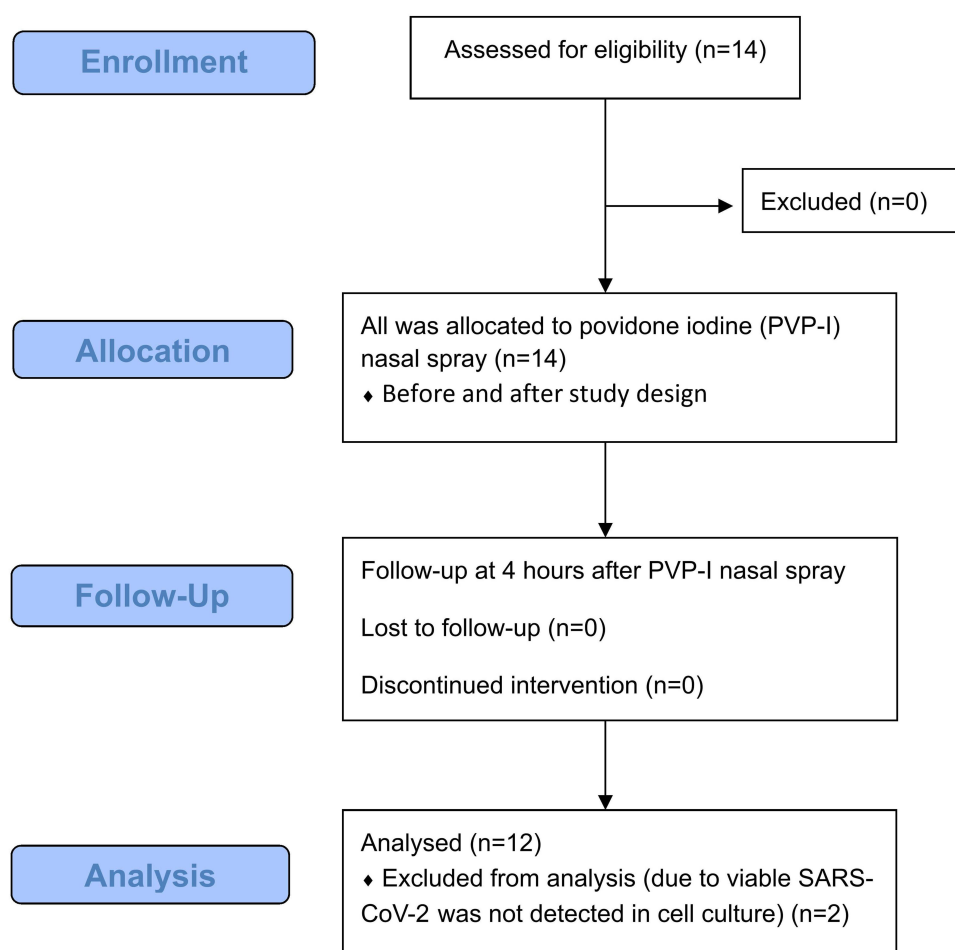 Enrollment
Assessed for eligibility (n=14)
Excluded (n=0)
Allocation
All was allocated to povidone iodine (PVP-I)
nasal spray (n=14)
♦ Before and after study design
Follow-Up
Follow-up at 4 hours after PVP-I nasal spray
Lost to follow-up (n=0)
Discontinued intervention (n=0)
Analysis
Analysed (n=12)
♦ Excluded from analysis (due to viable SARS-
CoV-2 was not detected in cell culture) (n=2)